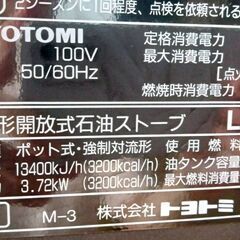 2シーズンに1回程度、点検を依頼される
OTOMI
定格消費電力
100V
最大消費電力
50/60Hz
[点
燃焼時消費電力
形開放式石油ストーブ L
ポット式・強制対流形 使用燃料
13400kJ/h(3200kcal/h) 油タンク容量
3.72kW (3200kcal/h) 最大燃料消費量
M-3 株式会社トヨトミ